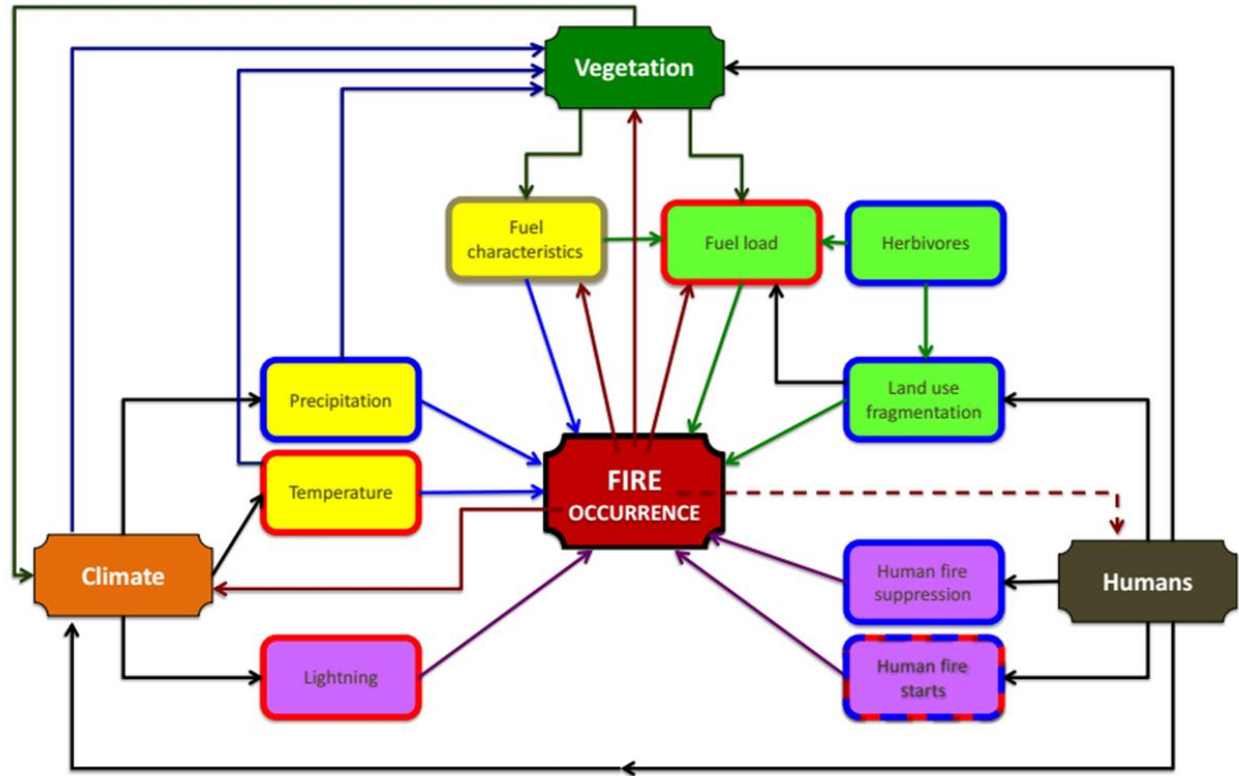 Vegetation
Fuel
characteristics
Fuel load
Herbivores
Precipitation
Land use
fragmentation
Temperature
FIRE
OCCURRENCE
Climate
Human fire
suppression
Humans
Lightning
Human fire
starts